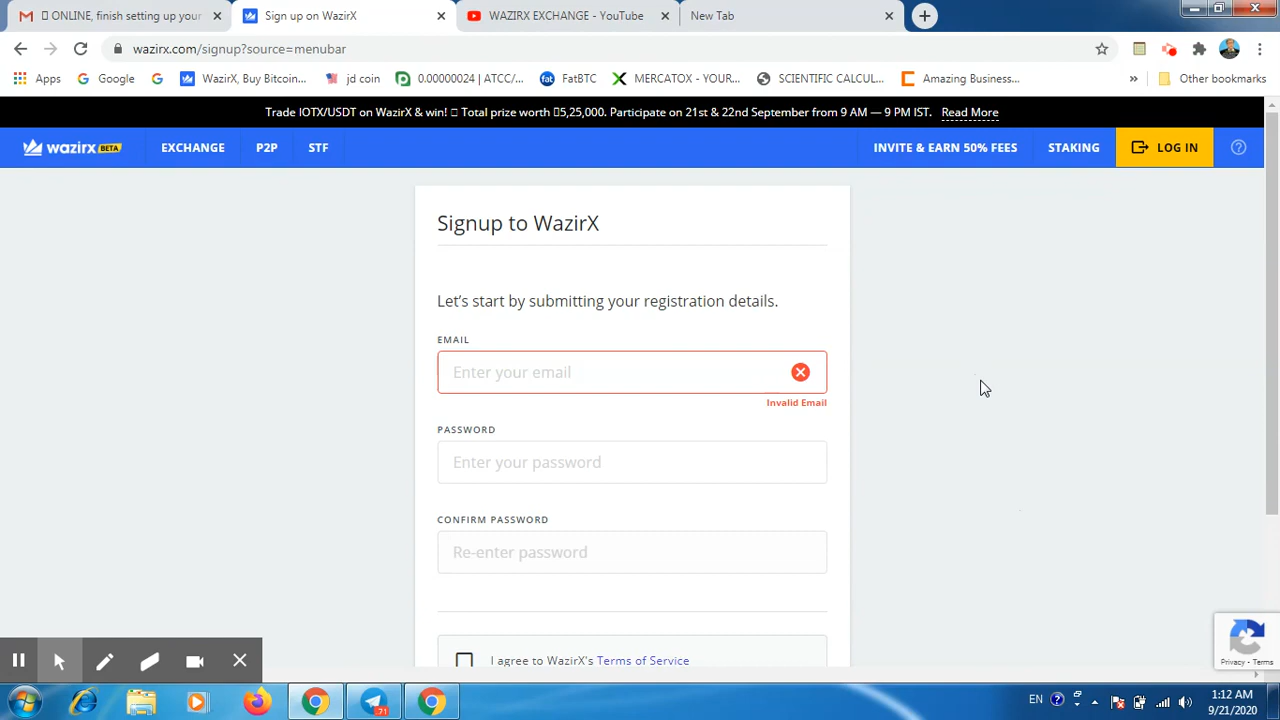 ONLINE, finish setting up your
Sign up on WazirX
WAZIRX EXCHANGE - YouTube
New Tab
wazirx.com/signup?source=menubar
Apps
Google
WazirX, Buy Bitcoin...
jd coin
0.00000024 | ATCC/...
FatBTC
MERCATOX - YOUR...
SCIENTIFIC CALCUL...
Amazing Business...
»
Other bookmarks
Trade IOTX/USDT on WazirX & win! Total prize worth 5,25,000. Participate on 21st & 22nd September from 9 AM — 9 PM IST. Read More
wazirx BETA
EXCHANGE
P2P
STF
INVITE & EARN 50% FEES
STAKING
LOG IN
Signup to WazirX
Let's start by submitting your registration details.
EMAIL
Enter your email
Invalid Email
PASSWORD
Enter your password
CONFIRM PASSWORD
Re-enter password
I agree to WazirX's Terms of Service
Privacy - Terms
71
EN
1:12 AM
9/21/2020